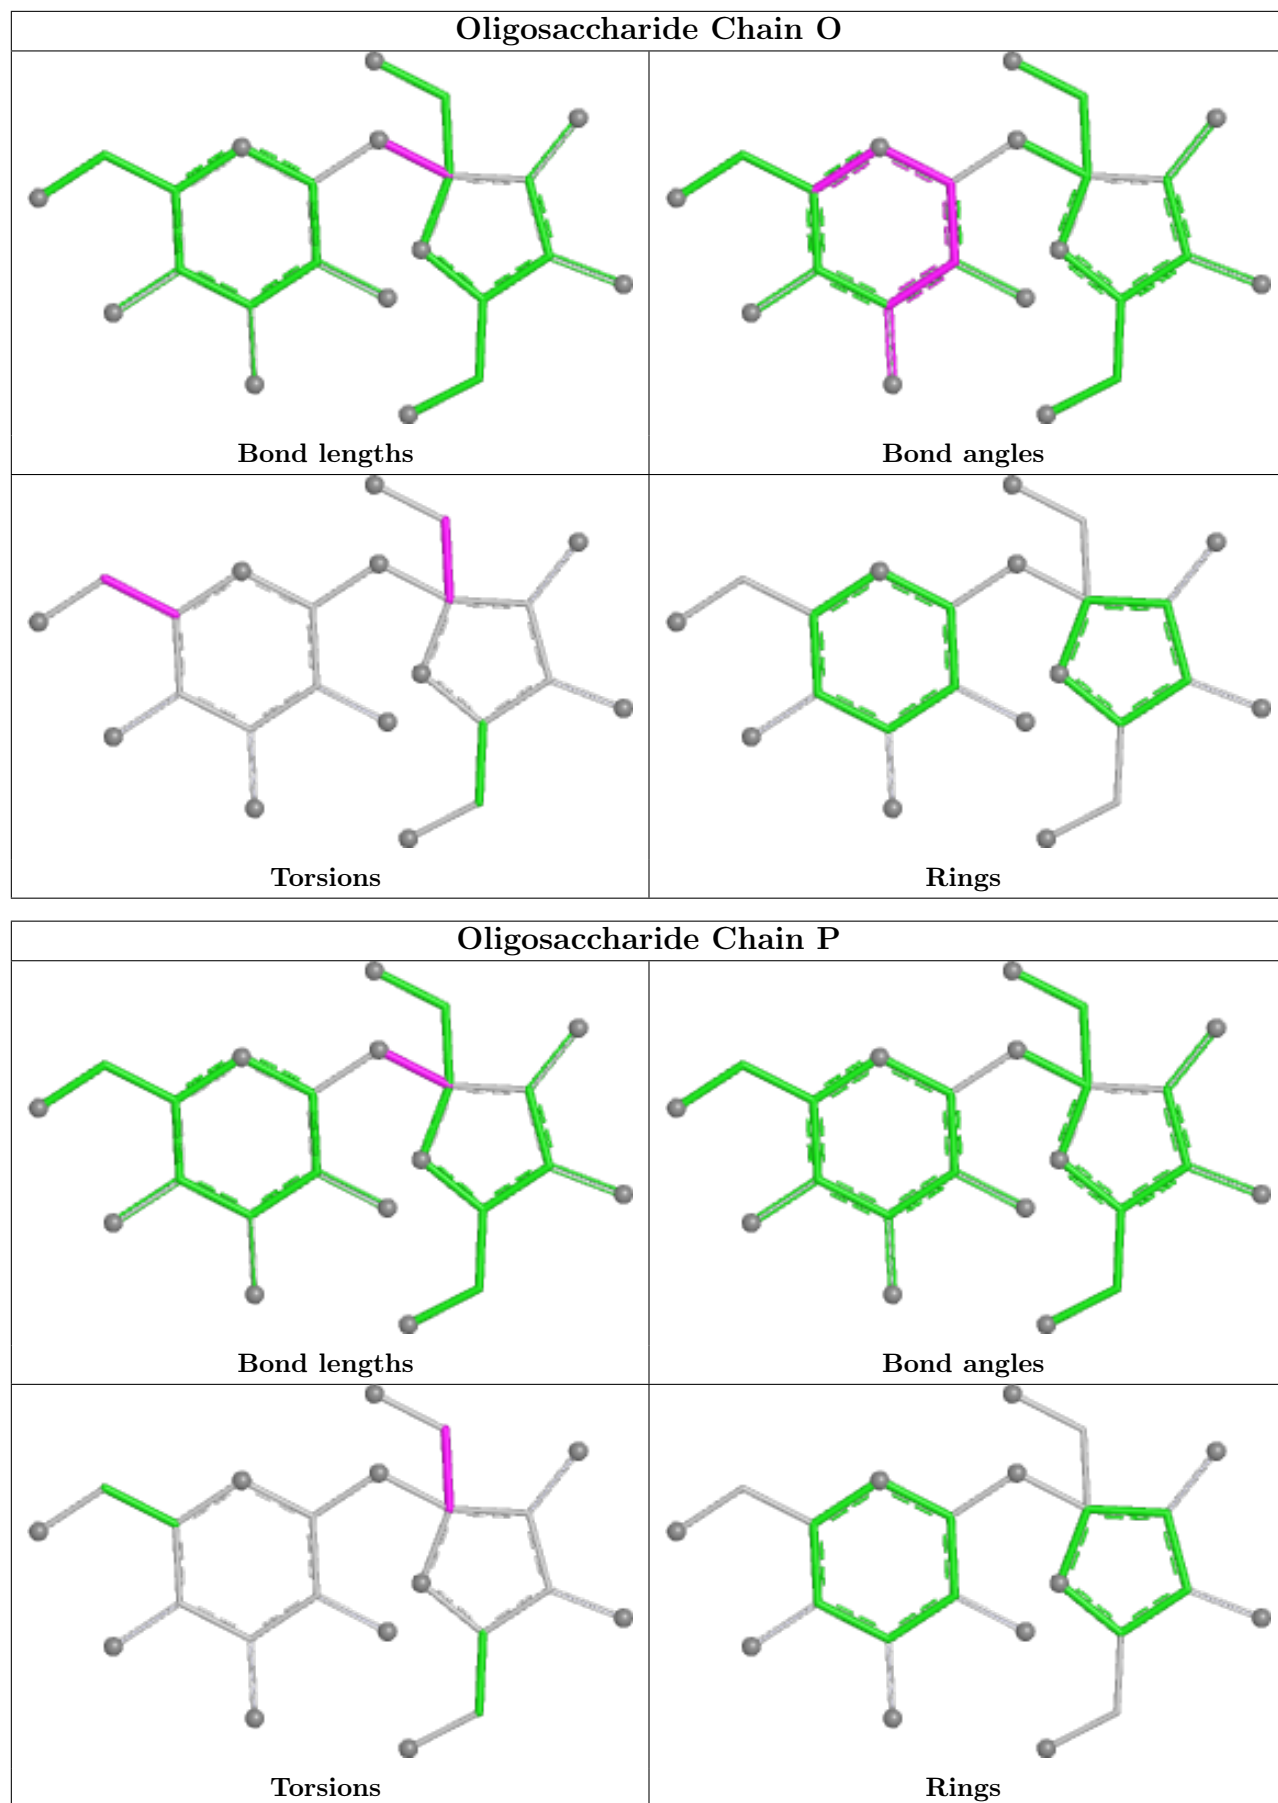 Oligosaccharide Chain O
Bond lengths
Bond angles
Torsions
Rings
Oligosaccharide Chain P
Bond lengths
Bond angles
Torsions
Rings